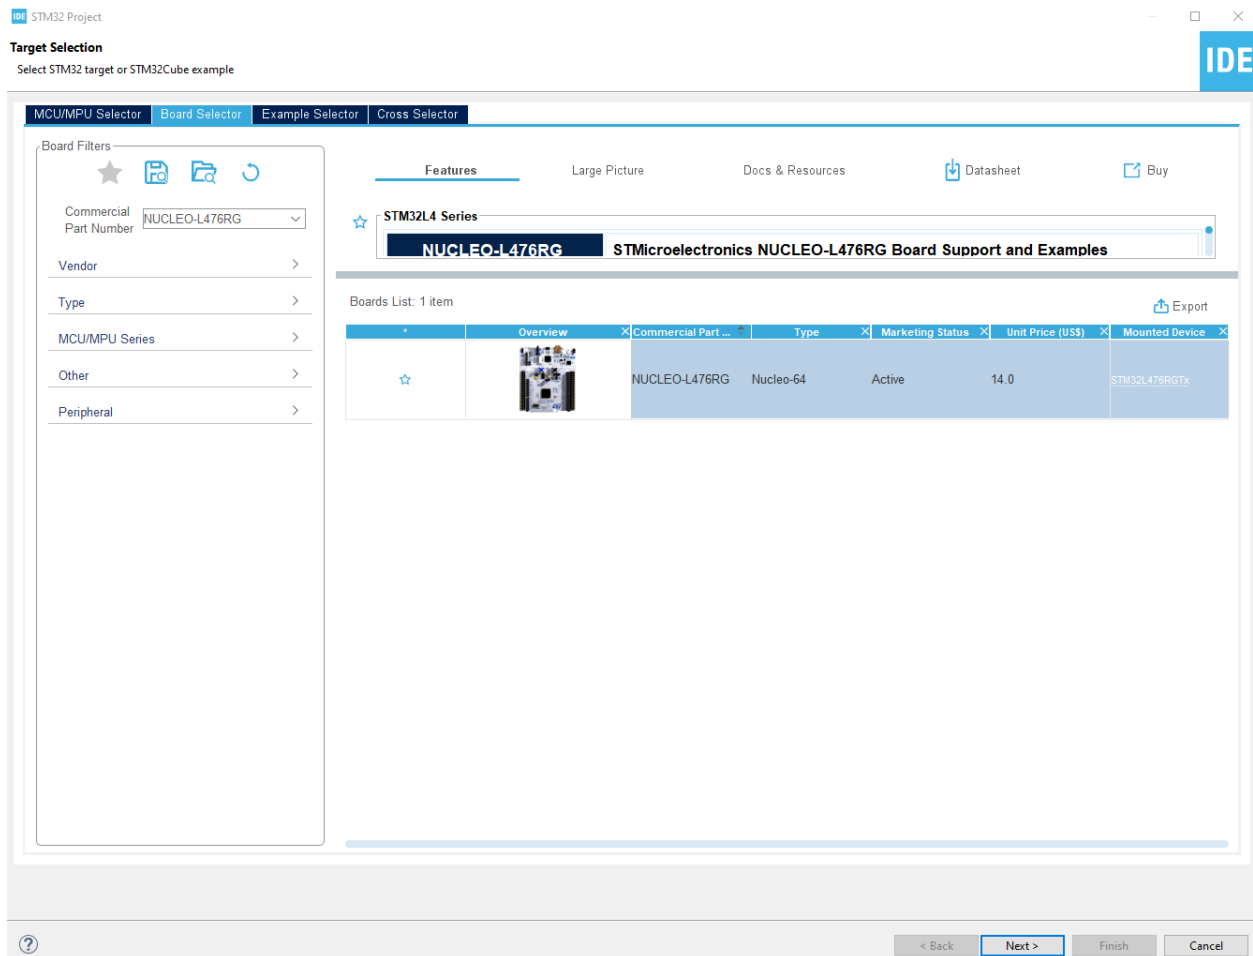 IDE STM32 Project
Target Selection
Select STM32 target or STM32Cube example
IDE
MCU/MPU Selector Board Selector Example Selector Cross Selector
Board Filters
Features Large Picture Docs & Resources Datasheet Buy
Commercial
Part Number
NUCLEO-L476RG
STM32L4 Series
NUCLEO-L476RG STMicroelectronics NUCLEO-L476RG Board Support and Examples
Vendor
Type
MCU/MPU Series
Other
Peripheral
Boards List: 1 item
Export
* Overview Commercial Part ... Type Marketing Status Unit Price (US$) Mounted Device
NUCLEO-L476RG Nucleo-64 Active 14.0 STM32L476RGTx
< Back Next > Finish Cancel